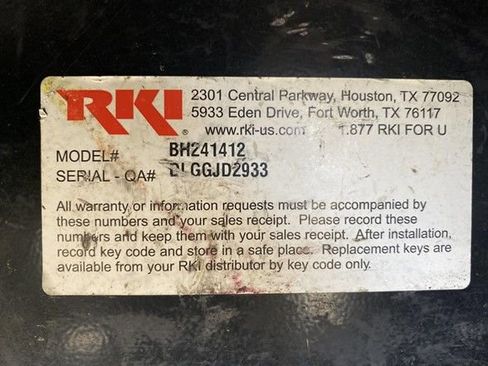 RKI
2301 Central Parkway, Houston, TX 77092
5933 Eden Drive, Fort Worth, TX 76117
www.rki-us.com 1.877 RKI FOR U
MODEL# BH241412
SERIAL - QA#
All warranty or information requests must be accompanied by
these numbers and your sales receipt. Please record these
numbers and keep them with your sales receipt. After installation,
record key code and store in a safe place. Replacement keys are
available from your RKI distributor by key code only.